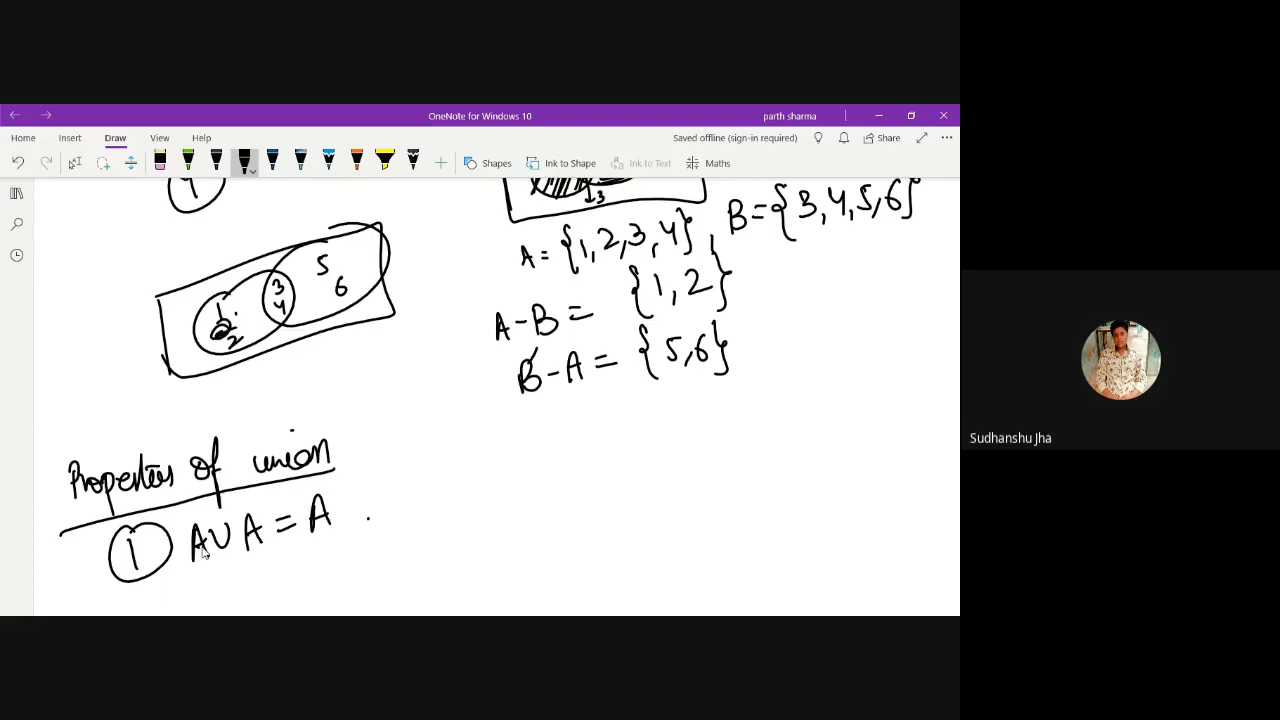 OneNote for Windows 10
parth sharma
Home Insert Draw View Help
Saved offline (sign-in required)
Share
Shapes
Ink to Shape
Ink to Text
Maths
3
B = {3, 4, 5, 6}
A = {1, 2, 3, 4},
5
6
3
4
1
2
A - B = {1, 2}
B - A = {5, 6}
Properties of union
1 A ∪ A = A
Sudhanshu Jha